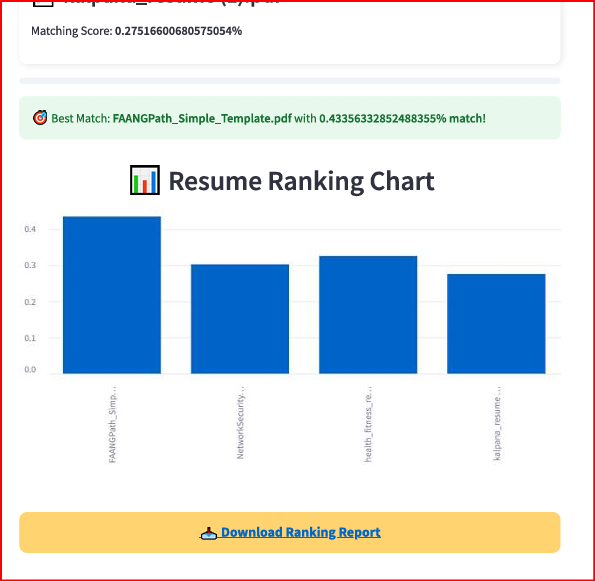 Matching Score: 0.27516600680575054%
Best Match: FAANGPath_Simple_Template.pdf with 0.43356332852488355% match!
Resume Ranking Chart
0.4
0.3
0.2
0.1
0.0
FAANGPath_Simp...
NetworkSecurity...
health_fitness_re...
kalpana_resume ...
Download Ranking Report